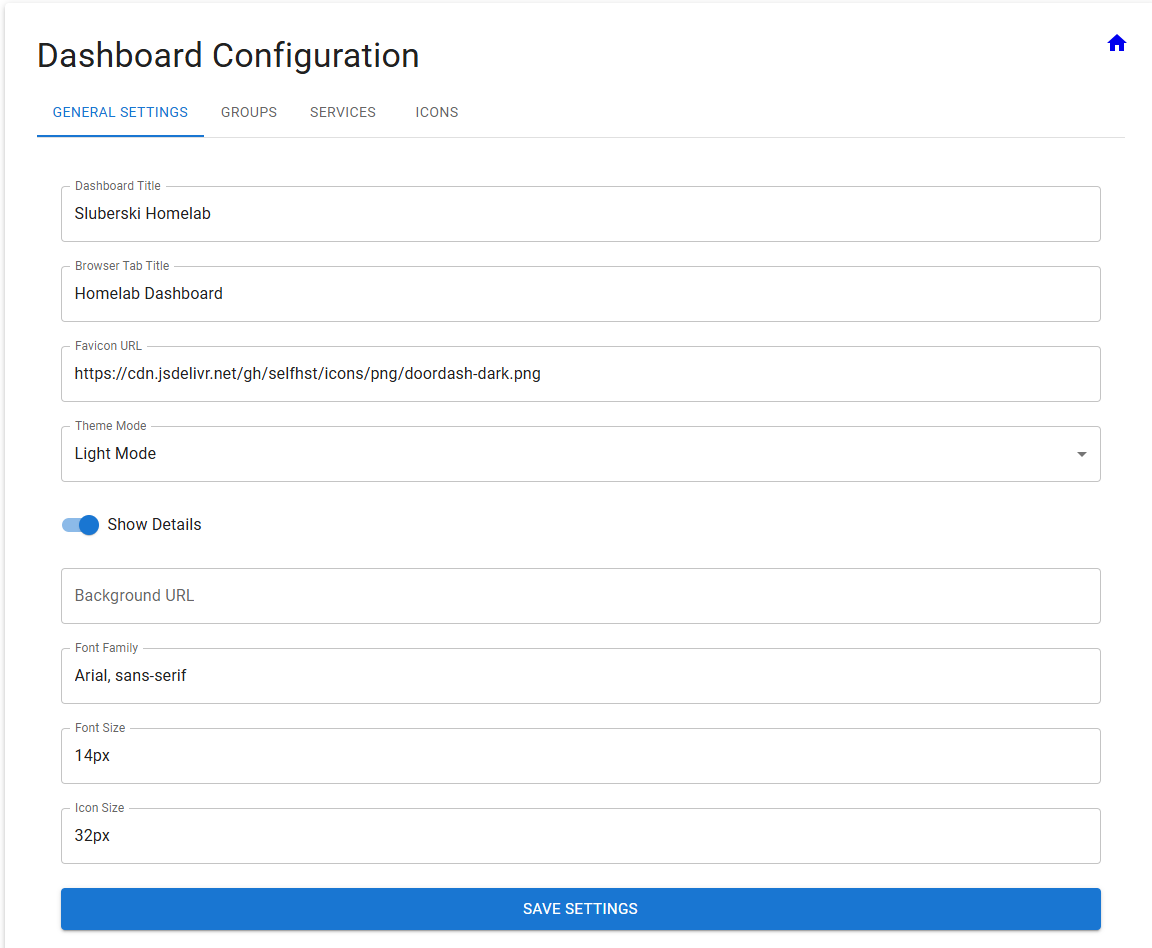 Dashboard Configuration
GENERAL SETTINGS GROUPS SERVICES ICONS
Dashboard Title
Sluberski Homelab
Browser Tab Title
Homelab Dashboard
Favicon URL
https://cdn.jsdelivr.net/gh/selfhst/icons/png/doordash-dark.png
Theme Mode
Light Mode
Show Details
Background URL
Font Family
Arial, sans-serif
Font Size
14px
Icon Size
32px
SAVE SETTINGS